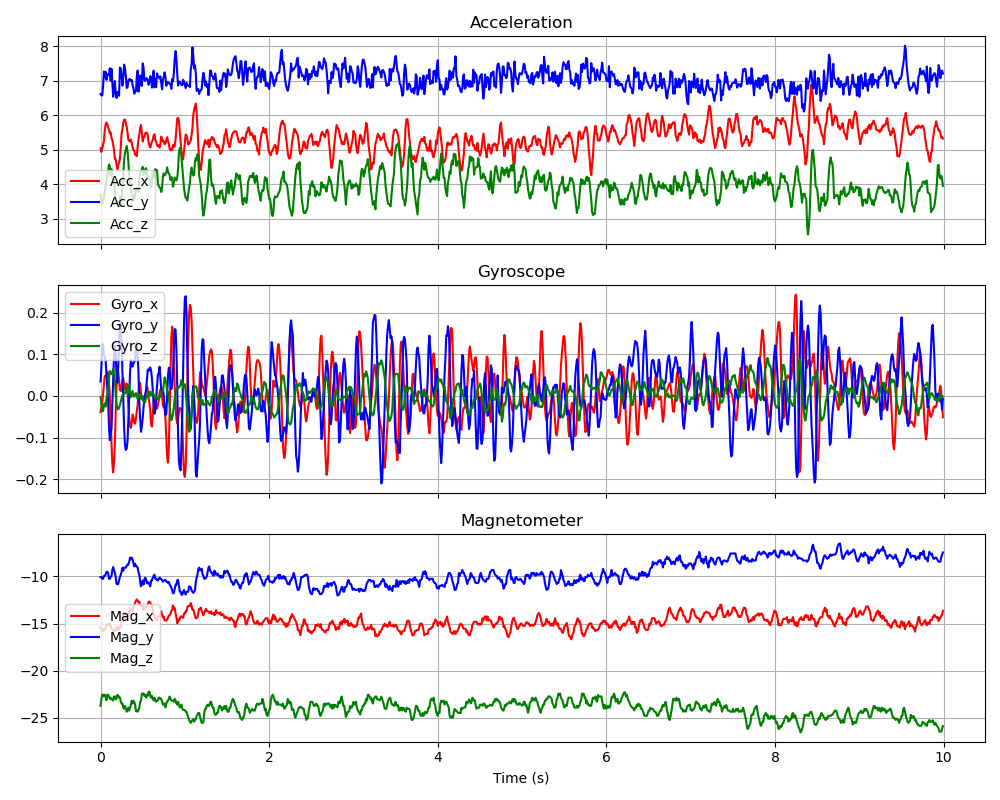 Acceleration
8
7
6
5
4
3
Acc_x
Acc_y
Acc_z
Gyroscope
0.2
0.1
0.0
−0.1
−0.2
Gyro_x
Gyro_y
Gyro_z
Magnetometer
−10
−15
−20
−25
Mag_x
Mag_y
Mag_z
0 2 4 6 8 10
Time (s)